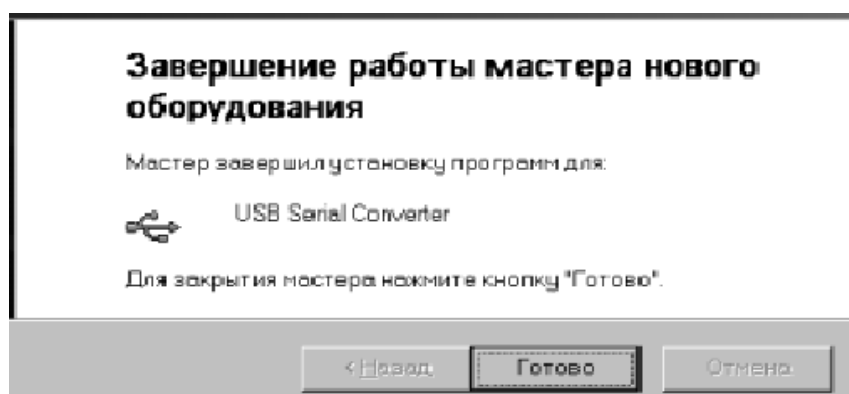 Завершение работы мастера нового
оборудования
Мастер завершил установку программ для:
USB Serial Converter
Для закрытия мастера нажмите кнопку "Готово".
< Назад Готово Отмена